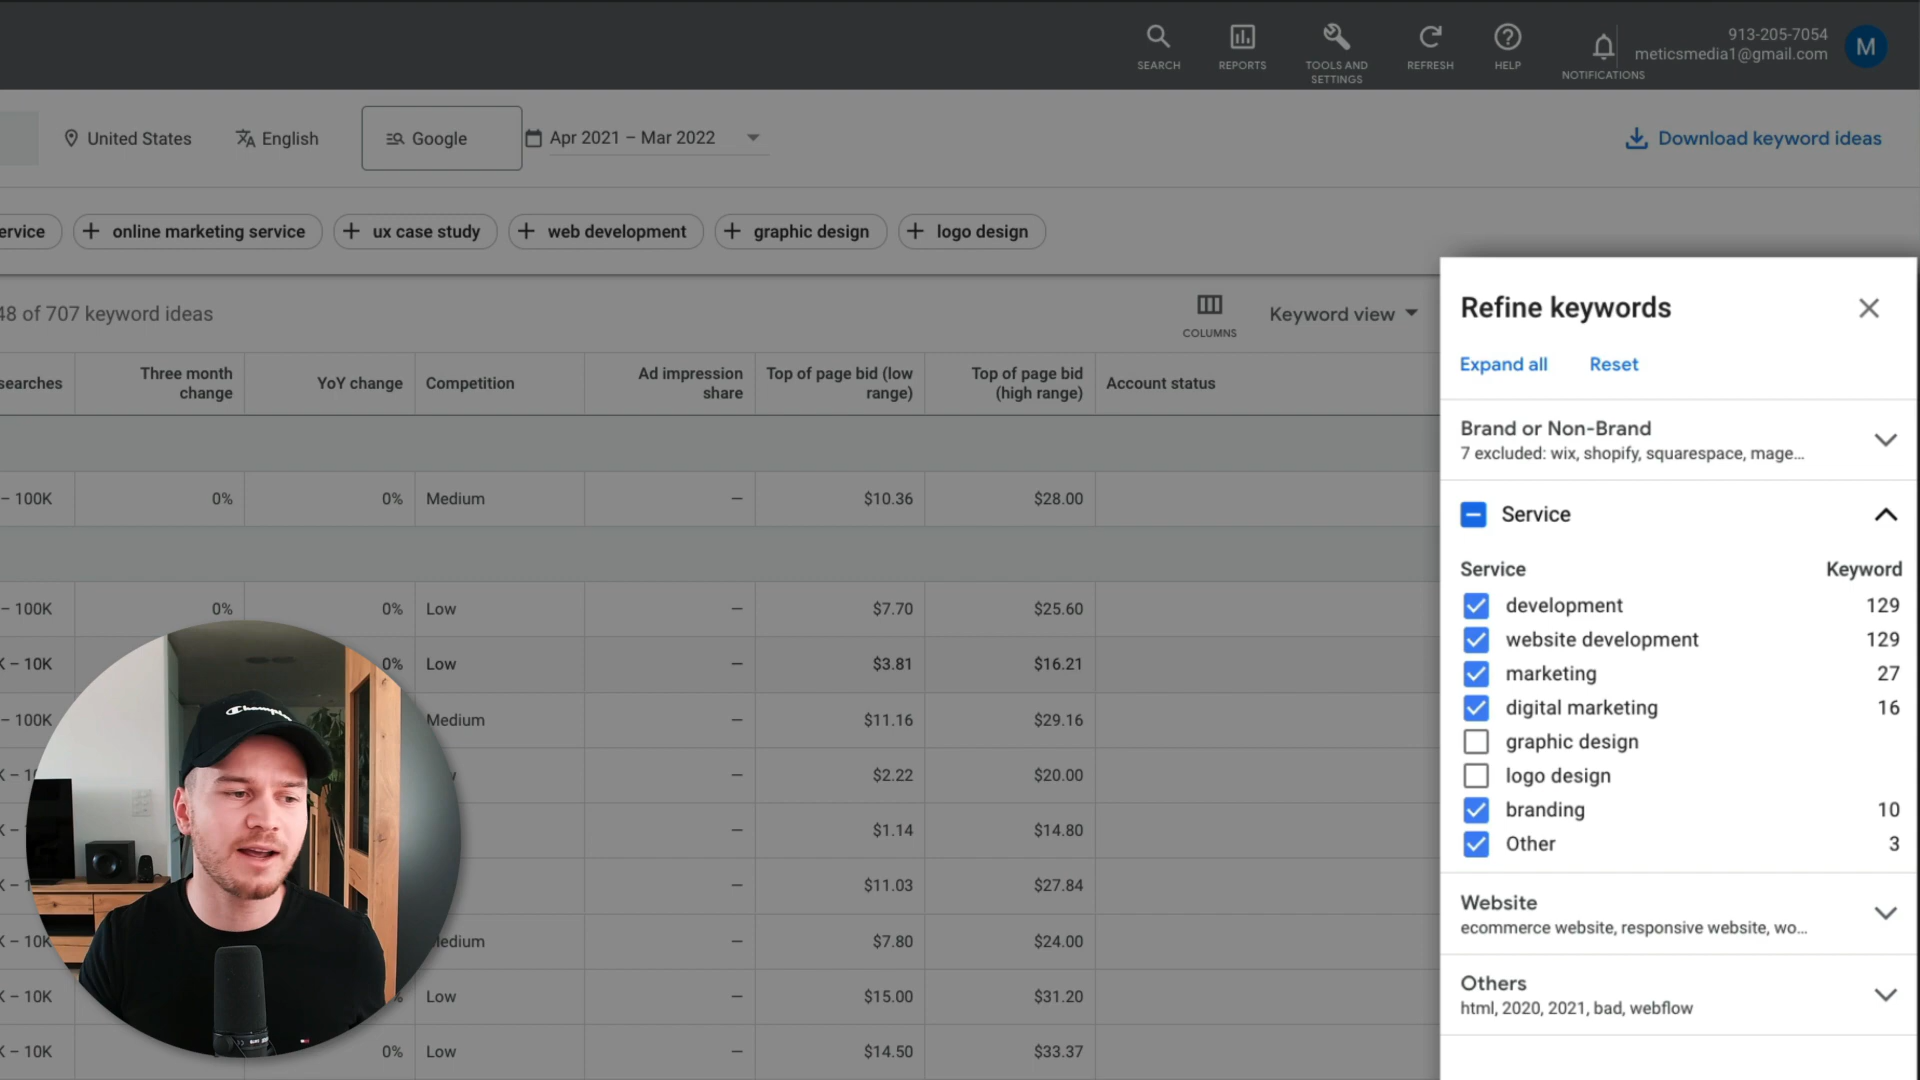 913-205-7054
meticsmedia1@gmail.com
M
SEARCH
REPORTS
TOOLS AND
SETTINGS
REFRESH
HELP
NOTIFICATIONS
United States
English
Google
Apr 2021 – Mar 2022
Download keyword ideas
ervice
+ online marketing service
+ ux case study
+ web development
+ graphic design
+ logo design
48 of 707 keyword ideas
COLUMNS
Keyword view
searches
Three month
change
YoY change
Competition
Ad impression
share
Top of page bid (low
range)
Top of page bid
(high range)
Account status
– 100K 0% 0% Medium — $10.36 $28.00
– 100K 0% 0% Low — $7.70 $25.60
K – 10K 0% Low — $3.81 $16.21
– 100K Medium — $11.16 $29.16
K – 1 — $2.22 $20.00
K – — $1.14 $14.80
K – 1 — $11.03 $27.84
K – 10K edium — $7.80 $24.00
K – 10K Low — $15.00 $31.20
K – 10K 0% Low — $14.50 $33.37
Champion
Refine keywords
Expand all Reset
Brand or Non-Brand
7 excluded: wix, shopify, squarespace, mage...
Service
Service Keyword
development 129
website development 129
marketing 27
digital marketing 16
graphic design
logo design
branding 10
Other 3
Website
ecommerce website, responsive website, wo...
Others
html, 2020, 2021, bad, webflow